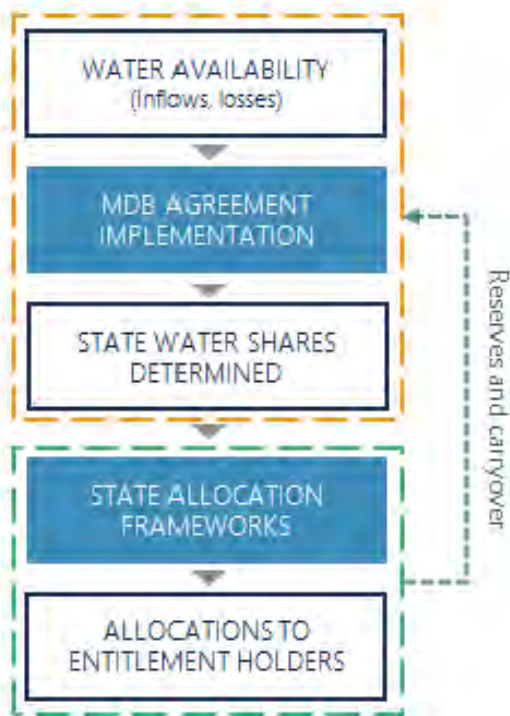 WATER AVAILABILITY
(Inflows, losses)
MDB AGREEMENT
IMPLEMENTATION
STATE WATER SHARES
DETERMINED
STATE ALLOCATION
FRAMEWORKS
ALLOCATIONS TO
ENTITLEMENT HOLDERS
Reserves and carryover